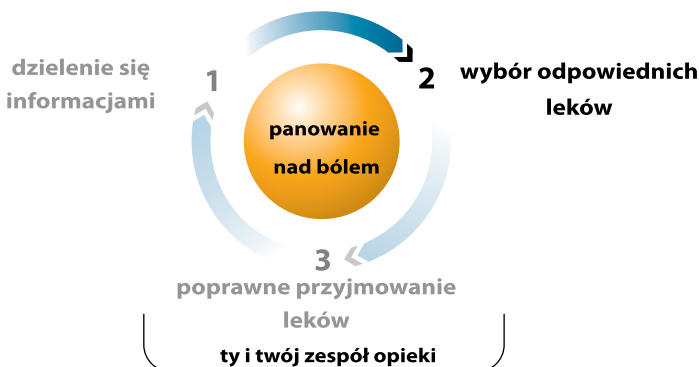 dzielenie się
informacjami
1
2
wybór odpowiednich
leków
panowanie
nad bólem
3
poprawne przyjmowanie
leków
ty i twój zespół opieki